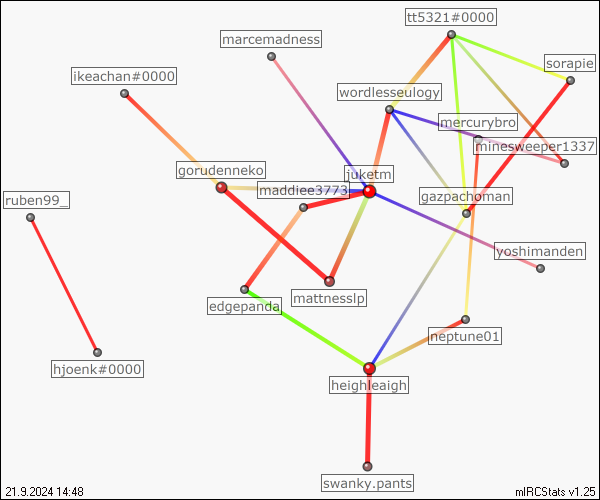 tt5321#0000
marcemadness
sorapie
ikeachan#0000
wordlesseulogy
mercurybro
minesweeper1337
gorudenneko
juketm
maddiee3773
gazpachoman
ruben99_
yoshimanden
mattnesslp
edgepanda
neptune01
hjoenk#0000
heighleaigh
swanky.pants
21.9.2024 14:48
mIRCStats v1.25